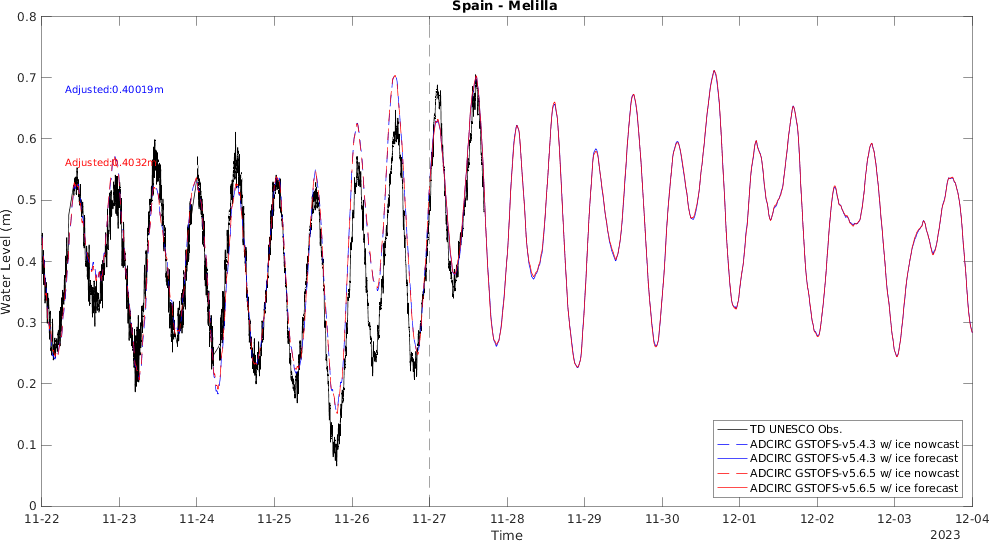 Spain - Melilla
0.8
0.7
0.6
0.5
0.4
0.3
0.2
0.1
0
Water Level (m)
Adjusted:0.40019m
Adjusted:0.4032m
TD UNESCO Obs.
ADCIRC GSTOFS-v5.4.3 w/ ice nowcast
ADCIRC GSTOFS-v5.4.3 w/ ice forecast
ADCIRC GSTOFS-v5.6.5 w/ ice nowcast
ADCIRC GSTOFS-v5.6.5 w/ ice forecast
11-22 11-23 11-24 11-25 11-26 11-27 11-28 11-29 11-30 12-01 12-02 12-03 12-04
Time
2023